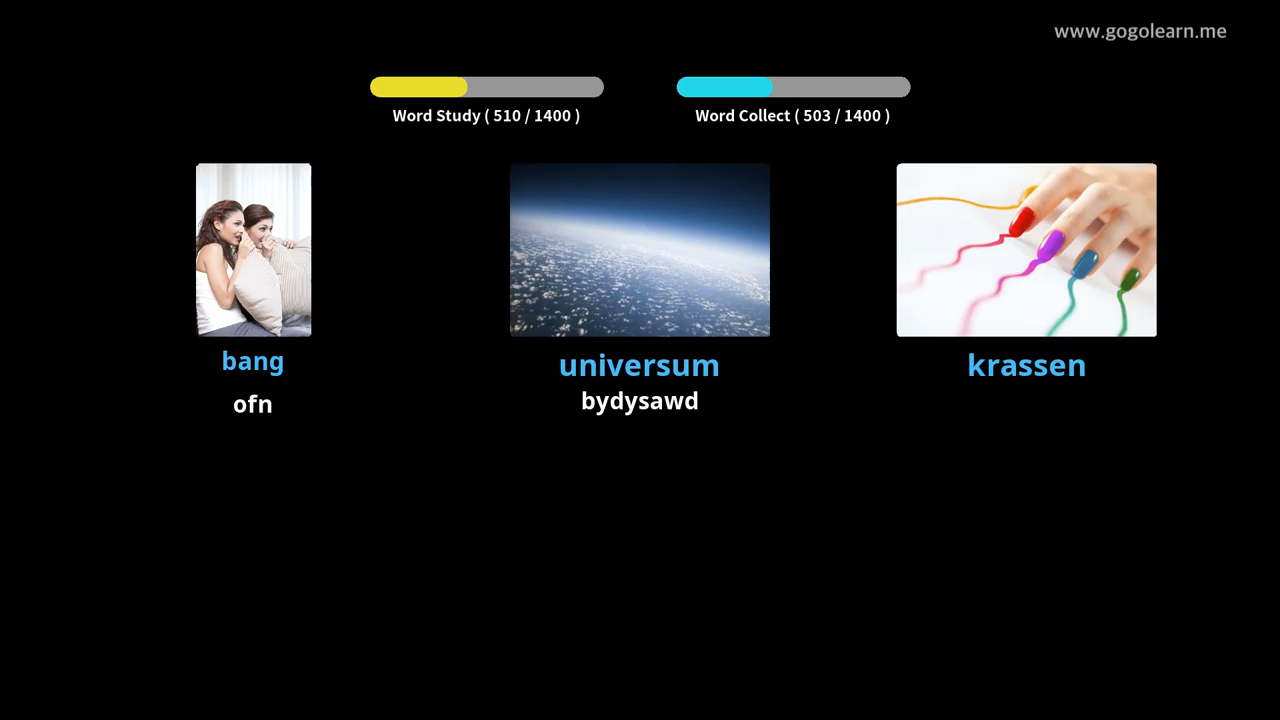 www.gogolearn.me
Word Study ( 510 / 1400 )
Word Collect ( 503 / 1400 )
bang
ofn
universum
bydysawd
krassen